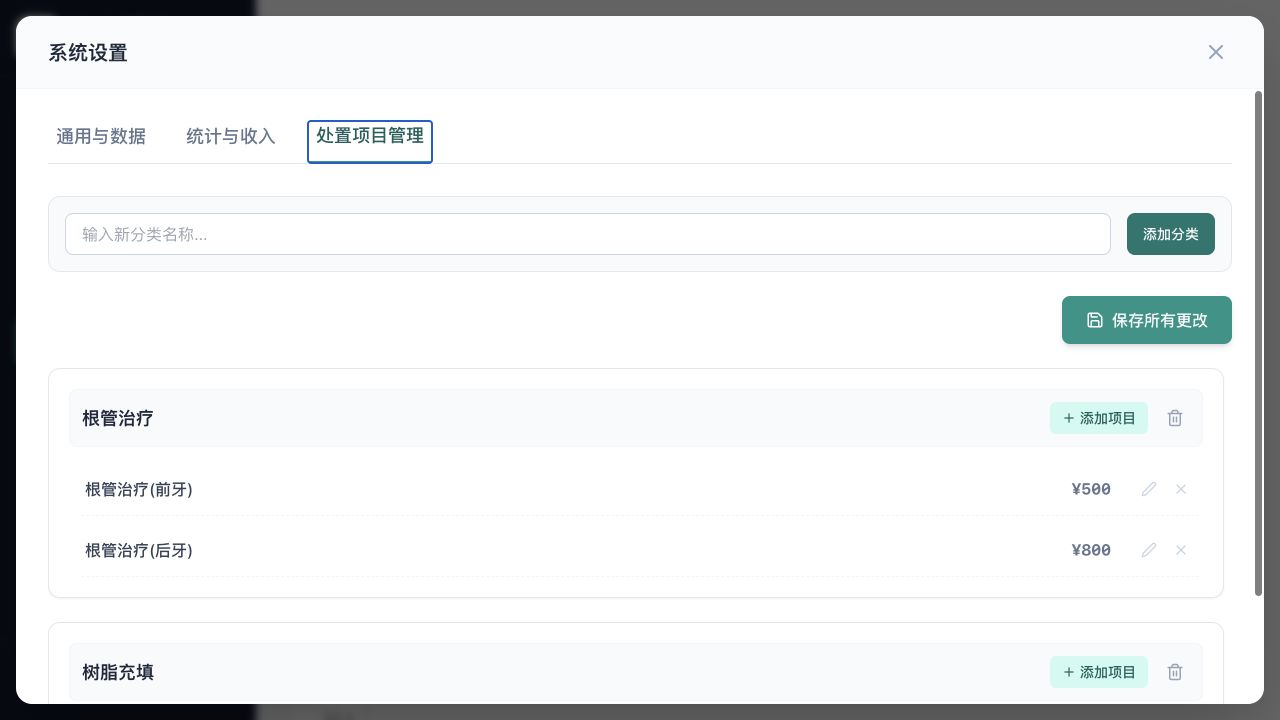 系统设置
通用与数据
统计与收入
处置项目管理
输入新分类名称...
添加分类
保存所有更改
根管治疗
添加项目
根管治疗(前牙)
¥500
根管治疗(后牙)
¥800
树脂充填
添加项目